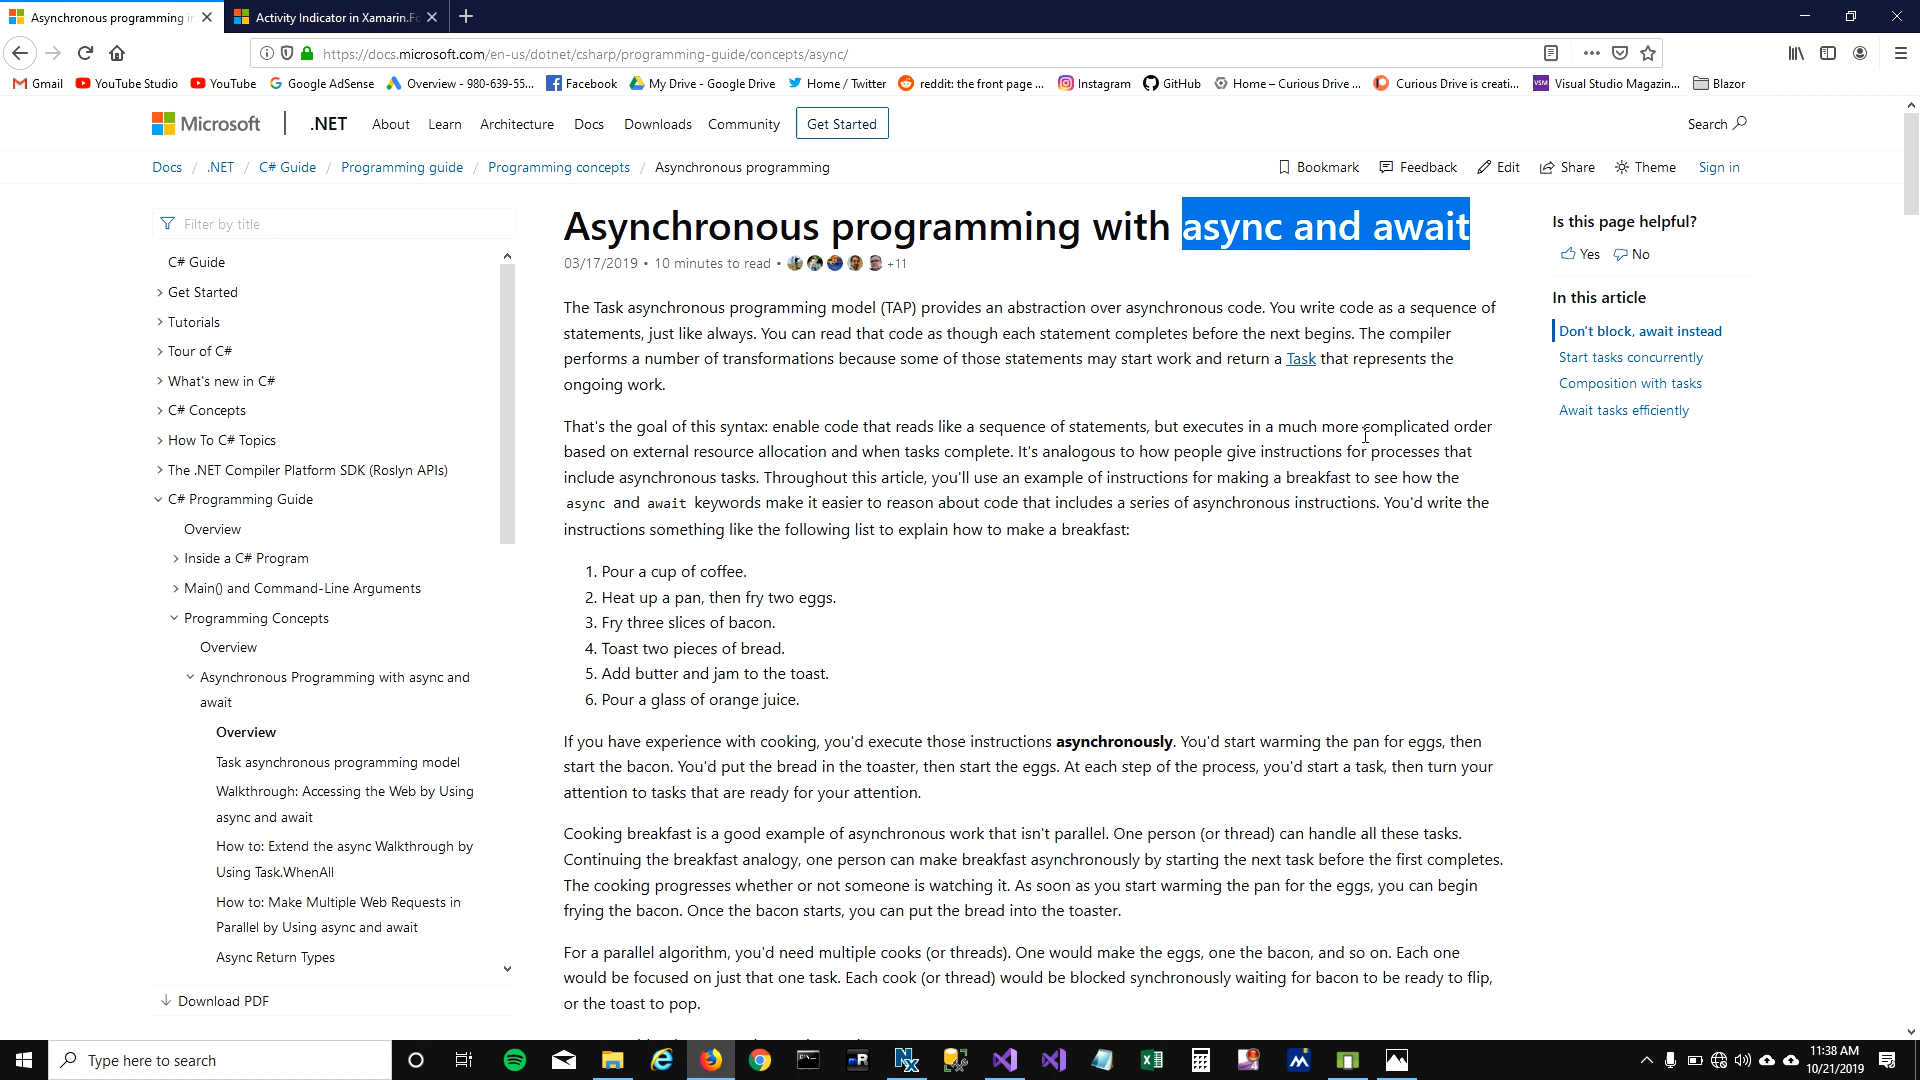 Asynchronous programming in
Activity Indicator in Xamarin.Fo
https://docs.microsoft.com/en-us/dotnet/csharp/programming-guide/concepts/async/
Gmail
YouTube Studio
YouTube
Google AdSense
Overview - 980-639-55...
Facebook
My Drive - Google Drive
Home / Twitter
reddit: the front page ...
Instagram
GitHub
Home – Curious Drive ...
Curious Drive is creati...
Visual Studio Magazin...
Blazor
Microsoft
.NET
About
Learn
Architecture
Docs
Downloads
Community
Get Started
Search
Docs / .NET / C# Guide / Programming guide / Programming concepts / Asynchronous programming
Bookmark
Feedback
Edit
Share
Theme
Sign in
Filter by title
C# Guide
Get Started
Tutorials
Tour of C#
What's new in C#
C# Concepts
How To C# Topics
The .NET Compiler Platform SDK (Roslyn APIs)
C# Programming Guide
Overview
Inside a C# Program
Main() and Command-Line Arguments
Programming Concepts
Overview
Asynchronous Programming with async and
await
Overview
Task asynchronous programming model
Walkthrough: Accessing the Web by Using
async and await
How to: Extend the async Walkthrough by
Using Task.WhenAll
How to: Make Multiple Web Requests in
Parallel by Using async and await
Async Return Types
Download PDF
Asynchronous programming with async and await
03/17/2019 • 10 minutes to read • +11
The Task asynchronous programming model (TAP) provides an abstraction over asynchronous code. You write code as a sequence of
statements, just like always. You can read that code as though each statement completes before the next begins. The compiler
performs a number of transformations because some of those statements may start work and return a Task that represents the
ongoing work.
That's the goal of this syntax: enable code that reads like a sequence of statements, but executes in a much more complicated order
based on external resource allocation and when tasks complete. It's analogous to how people give instructions for processes that
include asynchronous tasks. Throughout this article, you'll use an example of instructions for making a breakfast to see how the
async and await keywords make it easier to reason about code that includes a series of asynchronous instructions. You'd write the
instructions something like the following list to explain how to make a breakfast:
1. Pour a cup of coffee.
2. Heat up a pan, then fry two eggs.
3. Fry three slices of bacon.
4. Toast two pieces of bread.
5. Add butter and jam to the toast.
6. Pour a glass of orange juice.
If you have experience with cooking, you'd execute those instructions asynchronously. You'd start warming the pan for eggs, then
start the bacon. You'd put the bread in the toaster, then start the eggs. At each step of the process, you'd start a task, then turn your
attention to tasks that are ready for your attention.
Cooking breakfast is a good example of asynchronous work that isn't parallel. One person (or thread) can handle all these tasks.
Continuing the breakfast analogy, one person can make breakfast asynchronously by starting the next task before the first completes.
The cooking progresses whether or not someone is watching it. As soon as you start warming the pan for the eggs, you can begin
frying the bacon. Once the bacon starts, you can put the bread into the toaster.
For a parallel algorithm, you'd need multiple cooks (or threads). One would make the eggs, one the bacon, and so on. Each one
would be focused on just that one task. Each cook (or thread) would be blocked synchronously waiting for bacon to be ready to flip,
or the toast to pop.
Is this page helpful?
Yes
No
In this article
Don't block, await instead
Start tasks concurrently
Composition with tasks
Await tasks efficiently
Type here to search
11:38 AM
10/21/2019